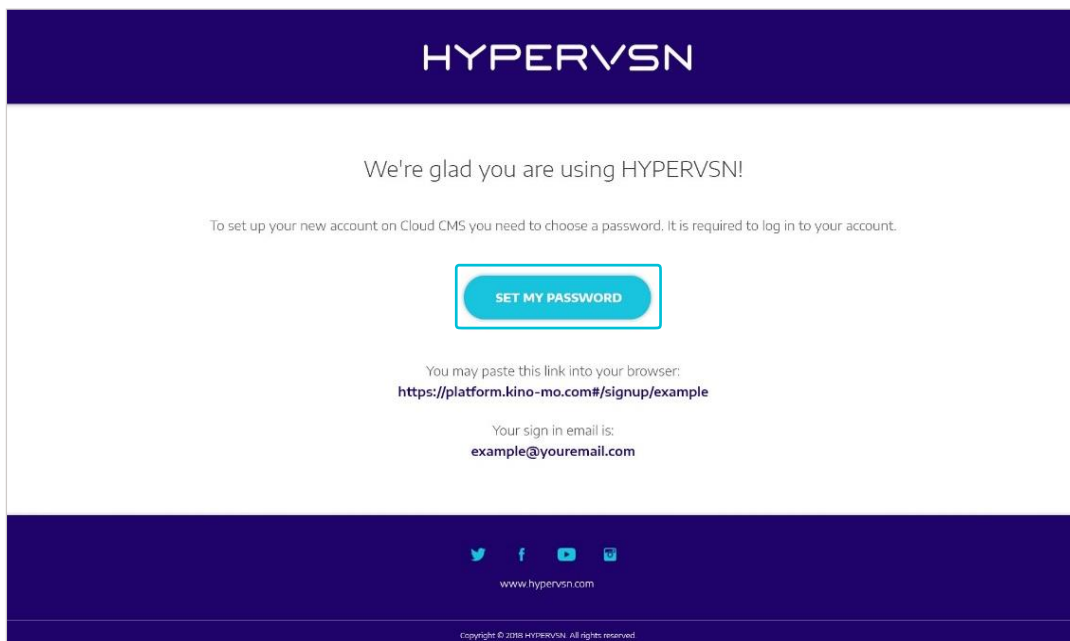 HYPERVSN
We're glad you are using HYPERVSN!
To set up your new account on Cloud CMS you need to choose a password. It is required to log in to your account.
SET MY PASSWORD
You may paste this link into your browser:
https://platform.kino-mo.com#/signup/example
Your sign in email is:
example@youremail.com
www.hypervsn.com
Copyright © 2018 HYPERVSN. All rights reserved.